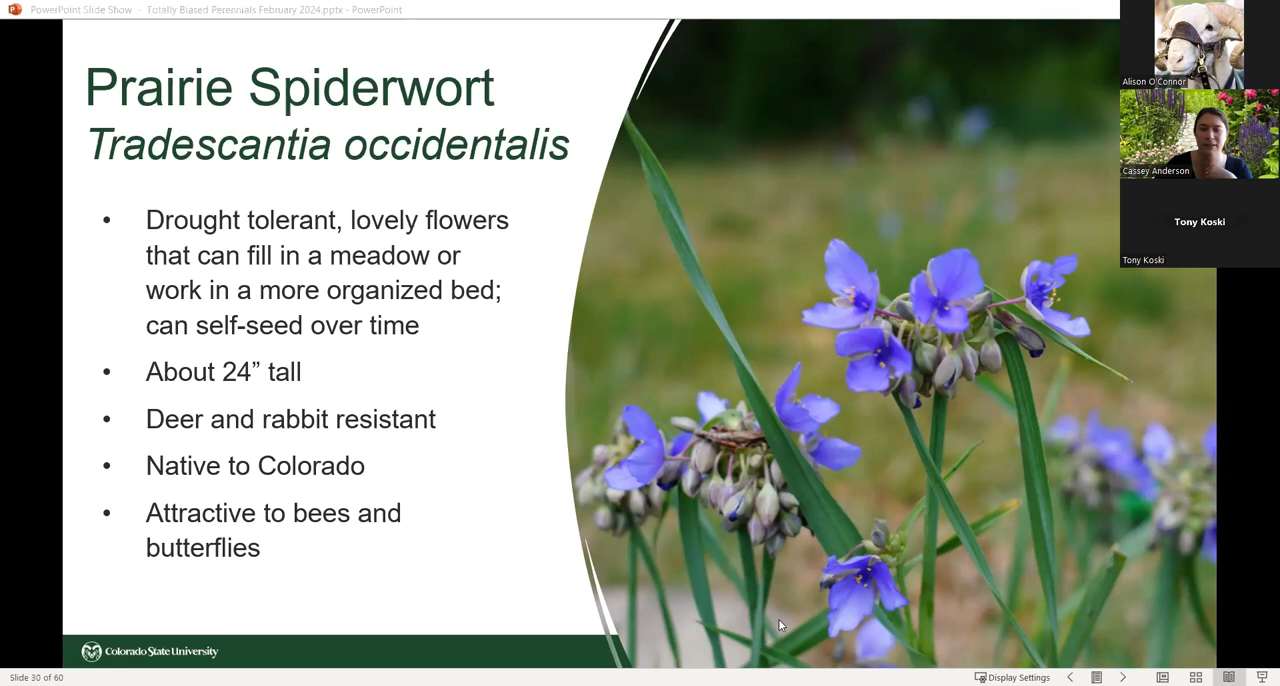 PowerPoint Slide Show - Totally Biased Perennials February 2024.pptx - PowerPoint
Prairie Spiderwort
Tradescantia occidentalis
• Drought tolerant, lovely flowers
that can fill in a meadow or
work in a more organized bed;
can self-seed over time
• About 24” tall
• Deer and rabbit resistant
• Native to Colorado
• Attractive to bees and
butterflies
Colorado State University
Alison O'Connor
Cassey Anderson
Tony Koski
Tony Koski
Slide 30 of 60
Display Settings